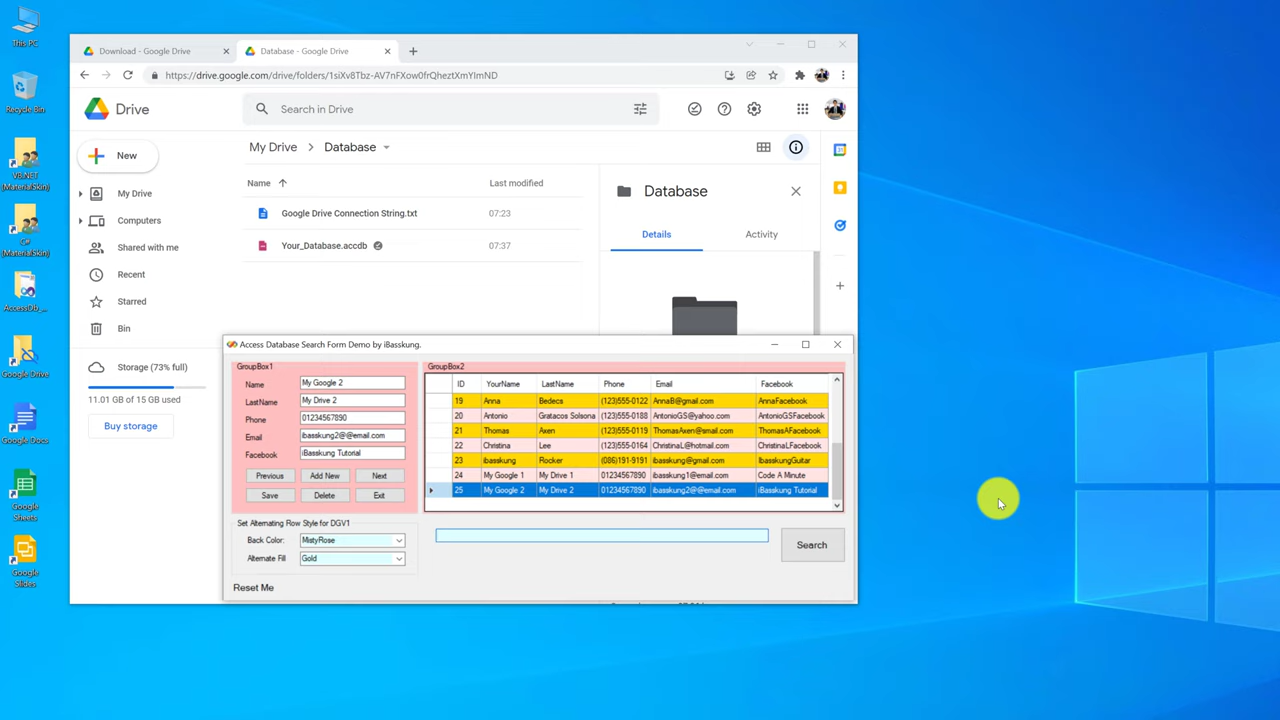 This PC
Recycle Bin
VB.NET
(MaterialSkin)
C#
(MaterialSkin)
AccessDb_...
Google Drive
Google Docs
Google
Sheets
Google
Slides
Download - Google Drive
Database - Google Drive
https://drive.google.com/drive/folders/1siXv8Tbz-AV7nFXow0frQheztXmYImND
Drive
Search in Drive
New
My Drive
Computers
Shared with me
Recent
Starred
Bin
Storage (73% full)
11.01 GB of 15 GB used
Buy storage
My Drive > Database
Name Last modified
Google Drive Connection String.txt 07:23
Your_Database.accdb 07:37
Database
Details Activity
Access Database Search Form Demo by iBasskung.
GroupBox1
Name My Google 2
LastName My Drive 2
Phone 01234567890
Email ibasskung2@@email.com
Facebook iBasskung Tutorial
Previous Add New Next
Save Delete Exit
Set Alternating Row Style for DGV1
Back Color: MistyRose
Alternate Fill Gold
Reset Me
GroupBox2
ID YourName LastName Phone Email Facebook
19 Anna Bedecs (123)555-0122 AnnaB@gmail.com AnnaFacebook
20 Antonio Gratacos Solsona (123)555-0188 AntonioGS@yahoo.com AntonioGSFacebook
21 Thomas Axen (123)555-0119 ThomasAxen@smail.com ThomasAFacebook
22 Christina Lee (123)555-0164 ChristinaL@hotmail.com ChristinaLFacebook
23 ibasskung Rocker (086)191-9191 ibasskung@gmail.com IbasskungGuitar
24 My Google 1 My Drive 1 01234567890 ibasskung1@email.com Code A Minute
25 My Google 2 My Drive 2 01234567890 ibasskung2@@email.com iBasskung Tutorial
Search